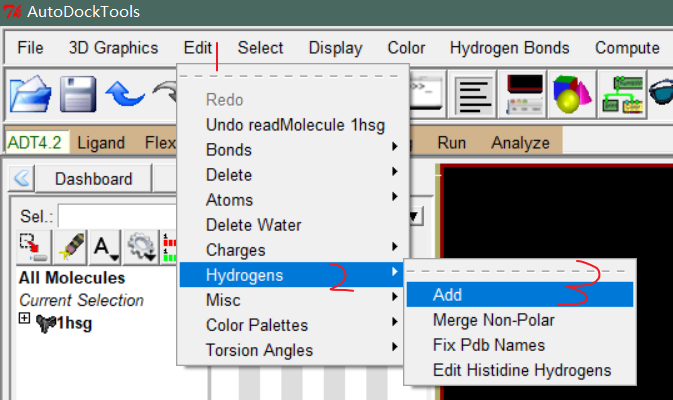 AutoDockTools
File 3D Graphics Edit Select Display Color Hydrogen Bonds Compute
1
Redo
Undo readMolecule 1hsg
ADT4.2 Ligand Flex Run Analyze
Bonds
Delete
Dashboard
Atoms
Sel.:
Delete Water
A
Charges
All Molecules
Hydrogens 2
3
Current Selection
Add
Misc
1hsg
Merge Non-Polar
Color Palettes
Fix Pdb Names
Torsion Angles
Edit Histidine Hydrogens